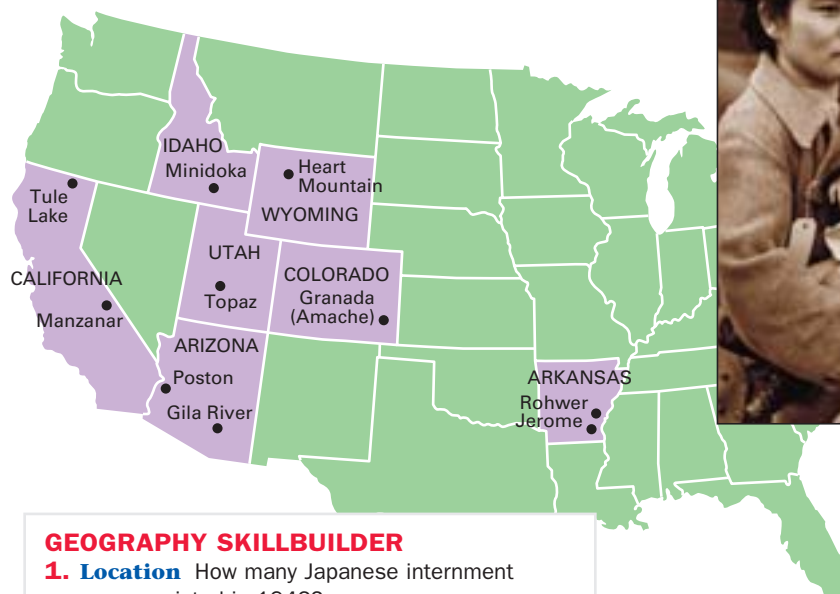 IDAHO
Minidoka
Heart
Mountain
WYOMING
Tule
Lake
UTAH
CALIFORNIA
COLORADO
Topaz
Granada
(Amache)
Manzanar
ARIZONA
Poston
Gila River
ARKANSAS
Rohwer
Jerome
GEOGRAPHY SKILLBUILDER
1. Location How many Japanese internment